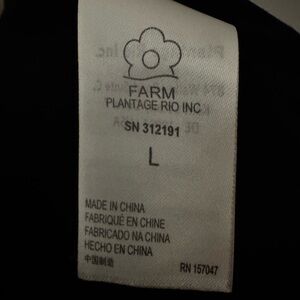 FARM
PLANTAGE RIO INC
SN 312191
L
MADE IN CHINA
FABRIQUÉ EN CHINE
FABRICADO NA CHINA
HECHO EN CHINA
中国制造
RN 157047